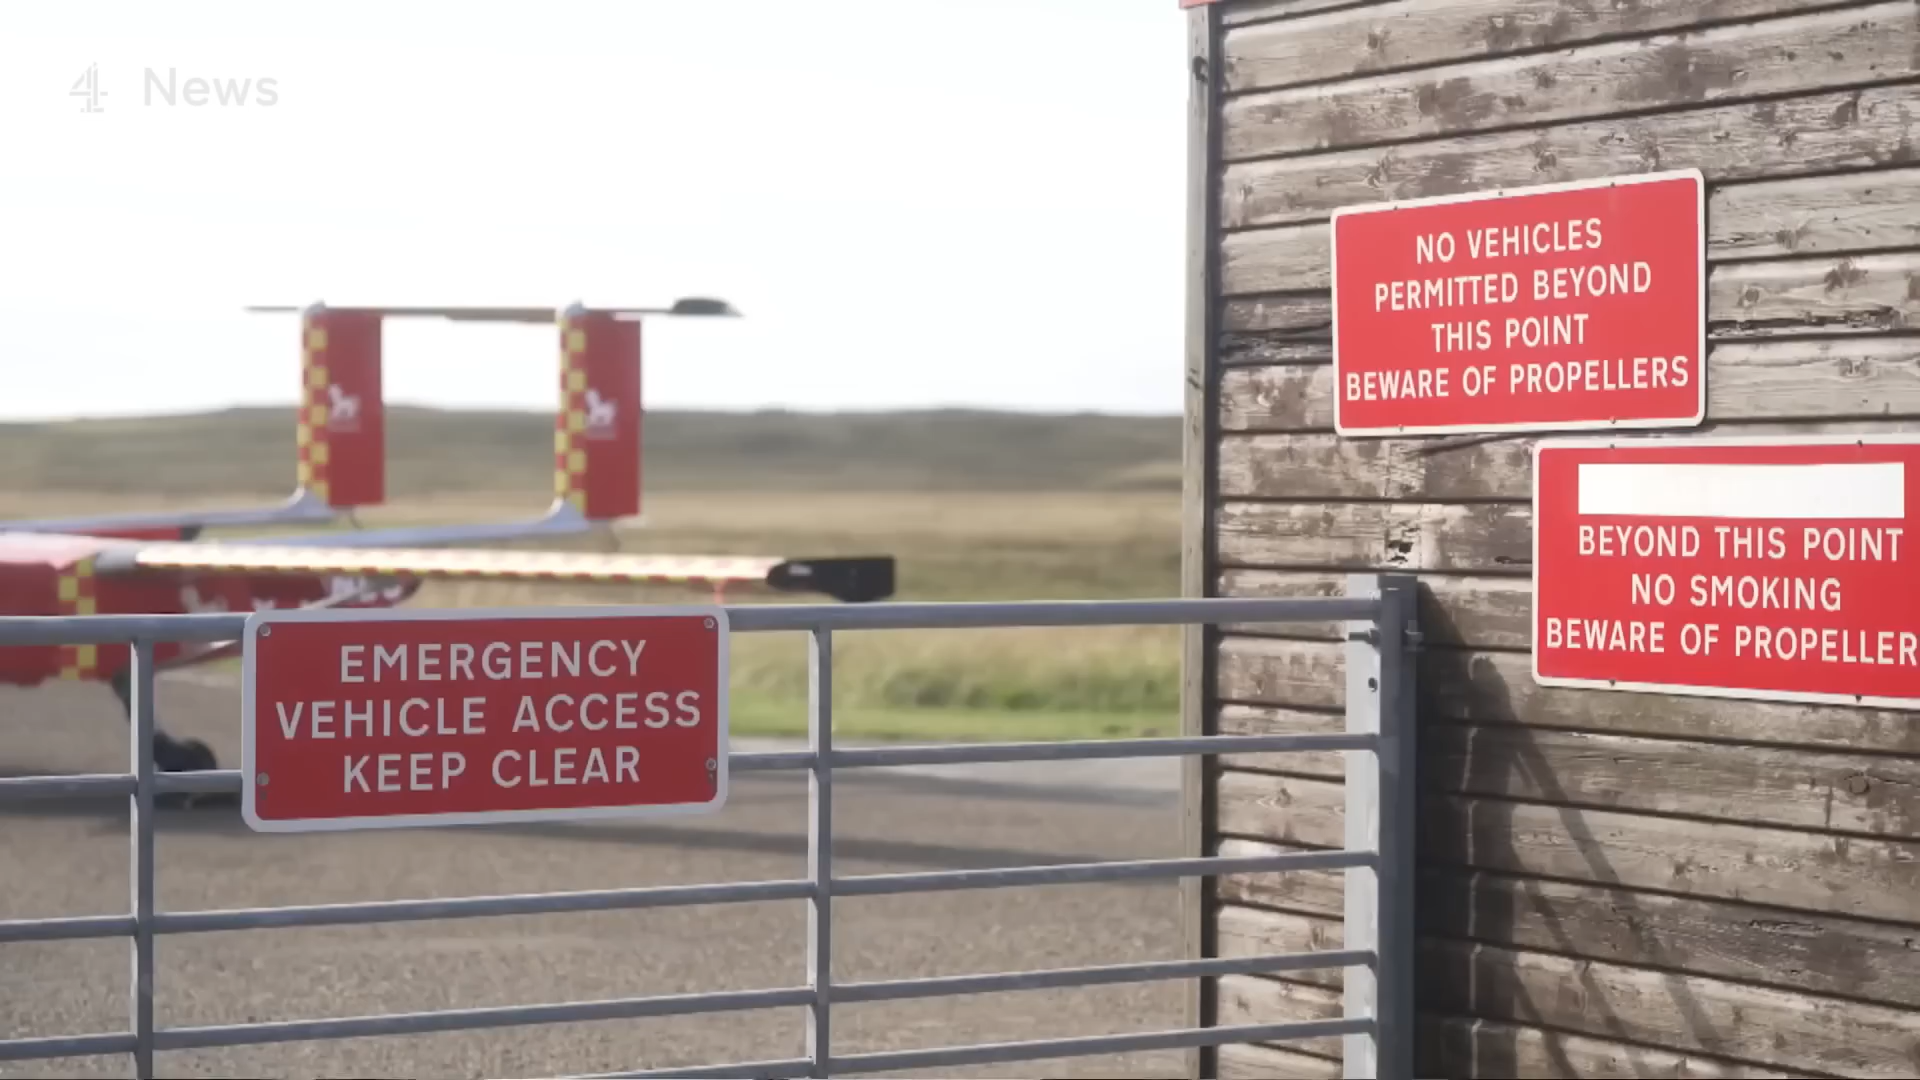 4 News
NO VEHICLES
PERMITTED BEYOND
THIS POINT
BEWARE OF PROPELLERS
BEYOND THIS POINT
NO SMOKING
BEWARE OF PROPELLER
EMERGENCY
VEHICLE ACCESS
KEEP CLEAR